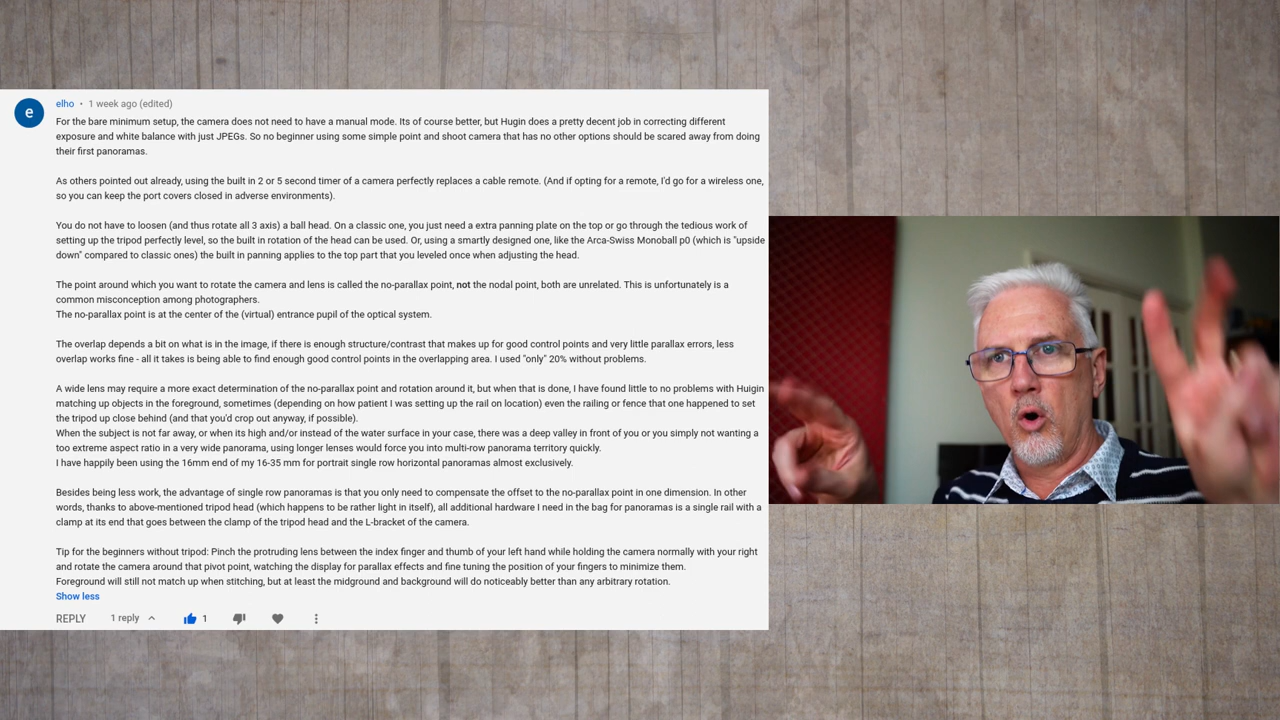 e
elho • 1 week ago (edited)
For the bare minimum setup, the camera does not need to have a manual mode. Its of course better, but Hugin does a pretty decent job in correcting different
exposure and white balance with just JPEGs. So no beginner using some simple point and shoot camera that has no other options should be scared away from doing
their first panoramas.
As others pointed out already, using the built in 2 or 5 second timer of a camera perfectly replaces a cable remote. (And if opting for a remote, I'd go for a wireless one,
so you can keep the port covers closed in adverse environments).
You do not have to loosen (and thus rotate all 3 axis) a ball head. On a classic one, you just need a extra panning plate on the top or go through the tedious work of
setting up the tripod perfectly level, so the built in rotation of the head can be used. Or, using a smartly designed one, like the Arca-Swiss Monoball p0 (which is "upside
down" compared to classic ones) the built in panning applies to the top part that you leveled once when adjusting the head.
The point around which you want to rotate the camera and lens is called the no-parallax point, not the nodal point, both are unrelated. This is unfortunately is a
common misconception among photographers.
The no-parallax point is at the center of the (virtual) entrance pupil of the optical system.
The overlap depends a bit on what is in the image, if there is enough structure/contrast that makes up for good control points and very little parallax errors, less
overlap works fine - all it takes is being able to find enough good control points in the overlapping area. I used "only" 20% without problems.
A wide lens may require a more exact determination of the no-parallax point and rotation around it, but when that is done, I have found little to no problems with Huigin
matching up objects in the foreground, sometimes (depending on how patient I was setting up the rail on location) even the railing or fence that one happened to set
the tripod up close behind (and that you'd crop out anyway, if possible).
When the subject is not far away, or when its high and/or instead of the water surface in your case, there was a deep valley in front of you or you simply not wanting a
too extreme aspect ratio in a very wide panorama, using longer lenses would force you into multi-row panorama territory quickly.
I have happily been using the 16mm end of my 16-35 mm for portrait single row horizontal panoramas almost exclusively.
Besides being less work, the advantage of single row panoramas is that you only need to compensate the offset to the no-parallax point in one dimension. In other
words, thanks to above-mentioned tripod head (which happens to be rather light in itself), all additional hardware I need in the bag for panoramas is a single rail with a
clamp at its end that goes between the clamp of the tripod head and the L-bracket of the camera.
Tip for the beginners without tripod: Pinch the protruding lens between the index finger and thumb of your left hand while holding the camera normally with your right
and rotate the camera around that pivot point, watching the display for parallax effects and fine tuning the position of your fingers to minimize them.
Foreground will still not match up when stitching, but at least the midground and background will do noticeably better than any arbitrary rotation.
Show less
REPLY 1 reply 1